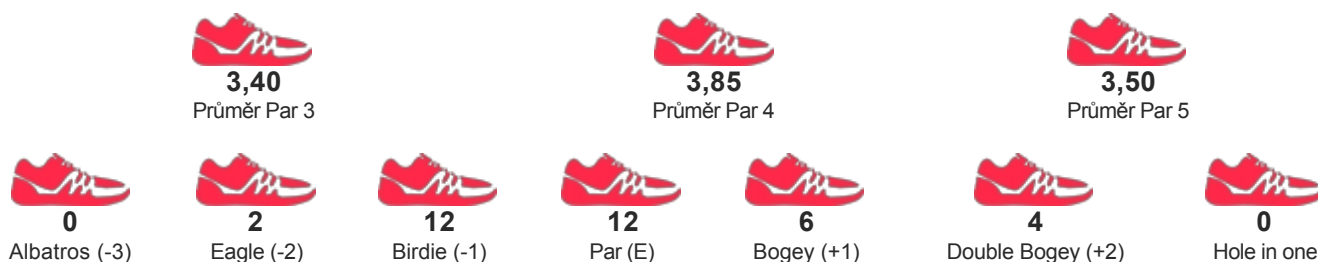 3,40 3,85 3,50
Průměr Par 3 Průměr Par 4 Průměr Par 5
0 2 12 12 6 4 0
Albatros (-3) Eagle (-2) Birdie (-1) Par (E) Bogey (+1) Double Bogey (+2) Hole in one